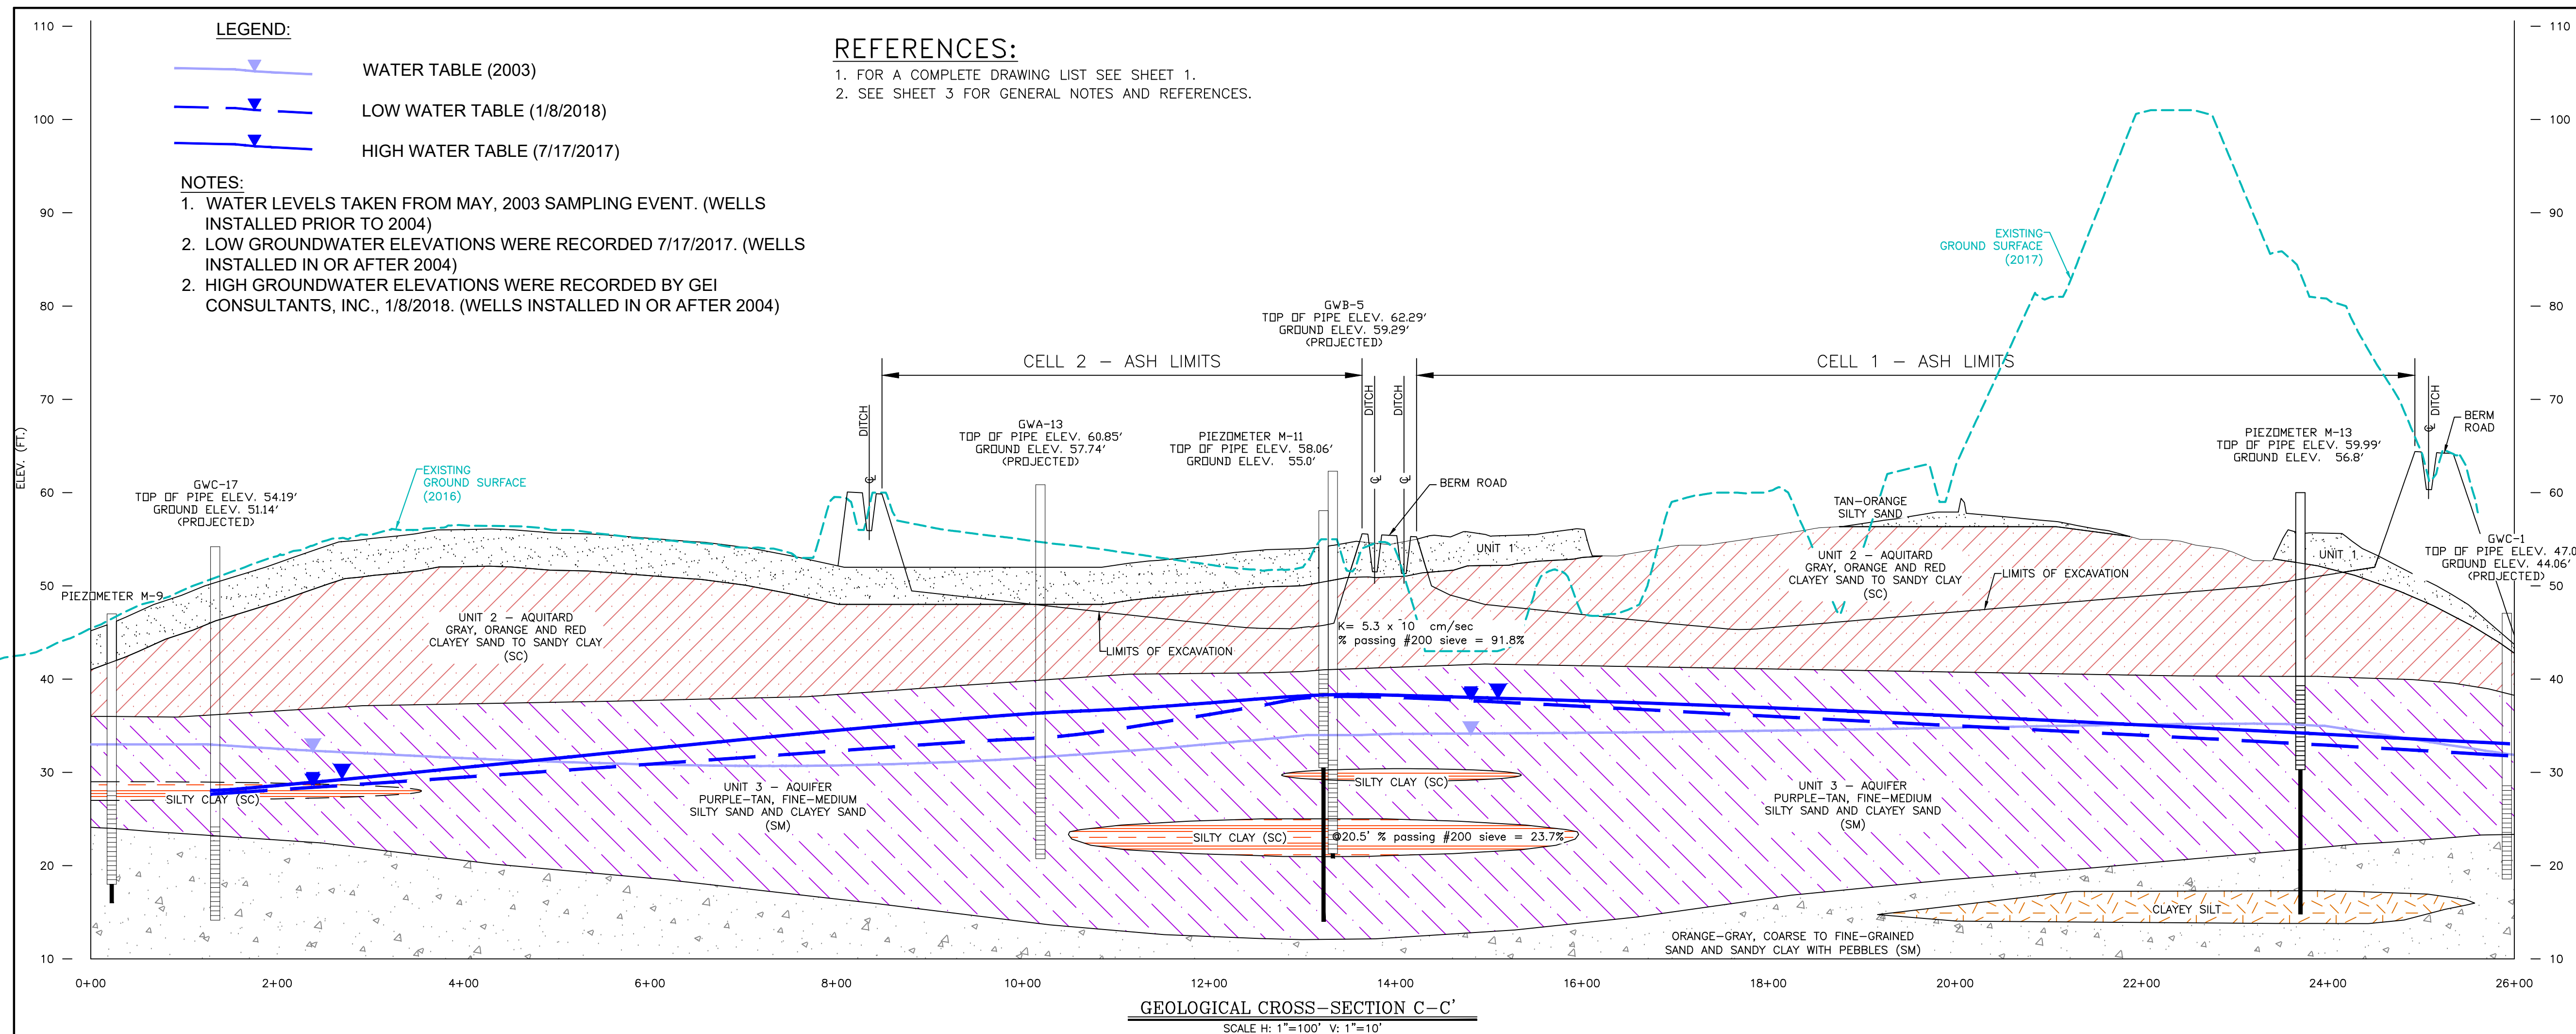 LEGEND:
WATER TABLE (2003)
LOW WATER TABLE (1/8/2018)
HIGH WATER TABLE (7/17/2017)
NOTES:
1. WATER LEVELS TAKEN FROM MAY, 2003 SAMPLING EVENT. (WELLS
INSTALLED PRIOR TO 2004)
2. LOW GROUNDWATER ELEVATIONS WERE RECORDED 7/17/2017. (WELLS
INSTALLED IN OR AFTER 2004)
2. HIGH GROUNDWATER ELEVATIONS WERE RECORDED BY GEI
CONSULTANTS, INC., 1/8/2018. (WELLS INSTALLED IN OR AFTER 2004)
REFERENCES:
1. FOR A COMPLETE DRAWING LIST SEE SHEET 1.
2. SEE SHEET 3 FOR GENERAL NOTES AND REFERENCES.
110
100
90
80
70
60
50
40
30
20
10
ELEV. (FT.)
110
100
90
80
70
60
50
40
30
20
10
EXISTING
GROUND SURFACE
(2017)
GWB-5
TOP OF PIPE ELEV. 62.29'
GROUND ELEV. 59.29'
(PROJECTED)
CELL 2 - ASH LIMITS
CELL 1 - ASH LIMITS
DITCH
DITCH
DITCH
DITCH
BERM
ROAD
GWA-13
TOP OF PIPE ELEV. 60.85'
GROUND ELEV. 57.74'
(PROJECTED)
PIEZOMETER M-11
TOP OF PIPE ELEV. 58.06'
GROUND ELEV. 55.0'
PIEZOMETER M-13
TOP OF PIPE ELEV. 59.99'
GROUND ELEV. 56.8'
EXISTING
GROUND SURFACE
(2016)
GWC-17
TOP OF PIPE ELEV. 54.19'
GROUND ELEV. 51.14'
(PROJECTED)
BERM ROAD
TAN-ORANGE
SILTY SAND
UNIT 1
UNIT 1
GWC-1
TOP OF PIPE ELEV. 47.0
GROUND ELEV. 44.06'
(PROJECTED)
PIEZOMETER M-9
UNIT 2 - AQUITARD
GRAY, ORANGE AND RED
CLAYEY SAND TO SANDY CLAY
(SC)
UNIT 2 - AQUITARD
GRAY, ORANGE AND RED
CLAYEY SAND TO SANDY CLAY
(SC)
LIMITS OF EXCAVATION
LIMITS OF EXCAVATION
K= 5.3 x 10 cm/sec
% passing #200 sieve = 91.8%
SILTY CLAY (SC)
SILTY CLAY (SC)
UNIT 3 - AQUIFER
PURPLE-TAN, FINE-MEDIUM
SILTY SAND AND CLAYEY SAND
(SM)
UNIT 3 - AQUIFER
PURPLE-TAN, FINE-MEDIUM
SILTY SAND AND CLAYEY SAND
(SM)
SILTY CLAY (SC)
@20.5' % passing #200 sieve = 23.7%
CLAYEY SILT
ORANGE-GRAY, COARSE TO FINE-GRAINED
SAND AND SANDY CLAY WITH PEBBLES (SM)
0+00 2+00 4+00 6+00 8+00 10+00 12+00 14+00 16+00 18+00 20+00 22+00 24+00 26+00
GEOLOGICAL CROSS-SECTION C-C'
SCALE H: 1"=100' V: 1"=10'